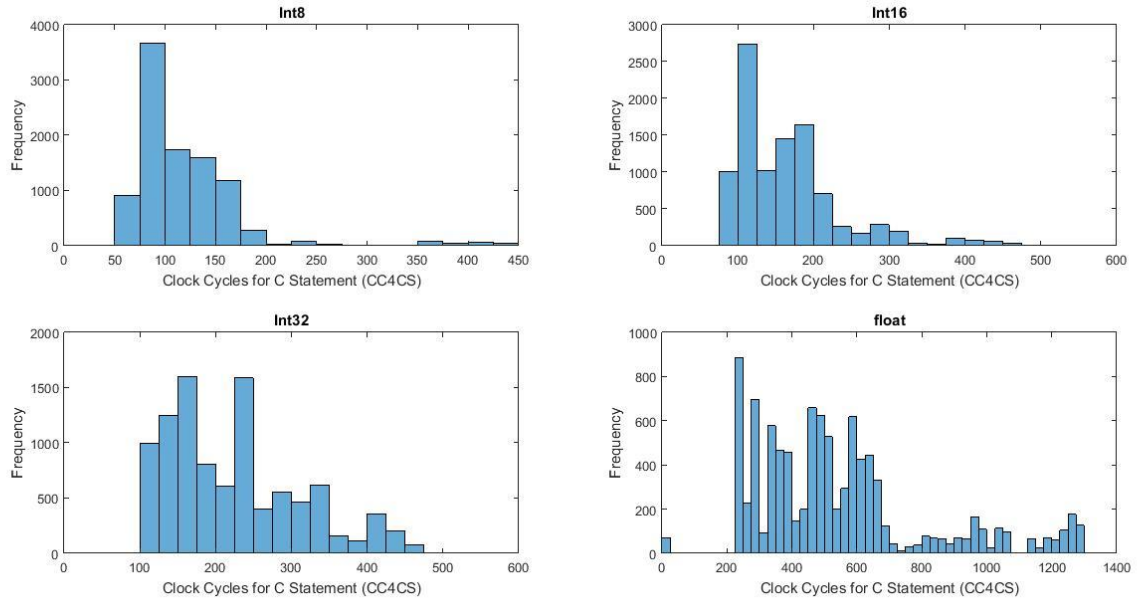 Int8
4000
3000
2000
1000
0
Frequency
0 50 100 150 200 250 300 350 400 450
Clock Cycles for C Statement (CC4CS)
Int16
3000
2500
2000
1500
1000
500
0
Frequency
0 100 200 300 400 500 600
Clock Cycles for C Statement (CC4CS)
Int32
2000
1500
1000
500
0
Frequency
0 100 200 300 400 500 600
Clock Cycles for C Statement (CC4CS)
float
1000
800
600
400
200
0
Frequency
0 200 400 600 800 1000 1200 1400
Clock Cycles for C Statement (CC4CS)